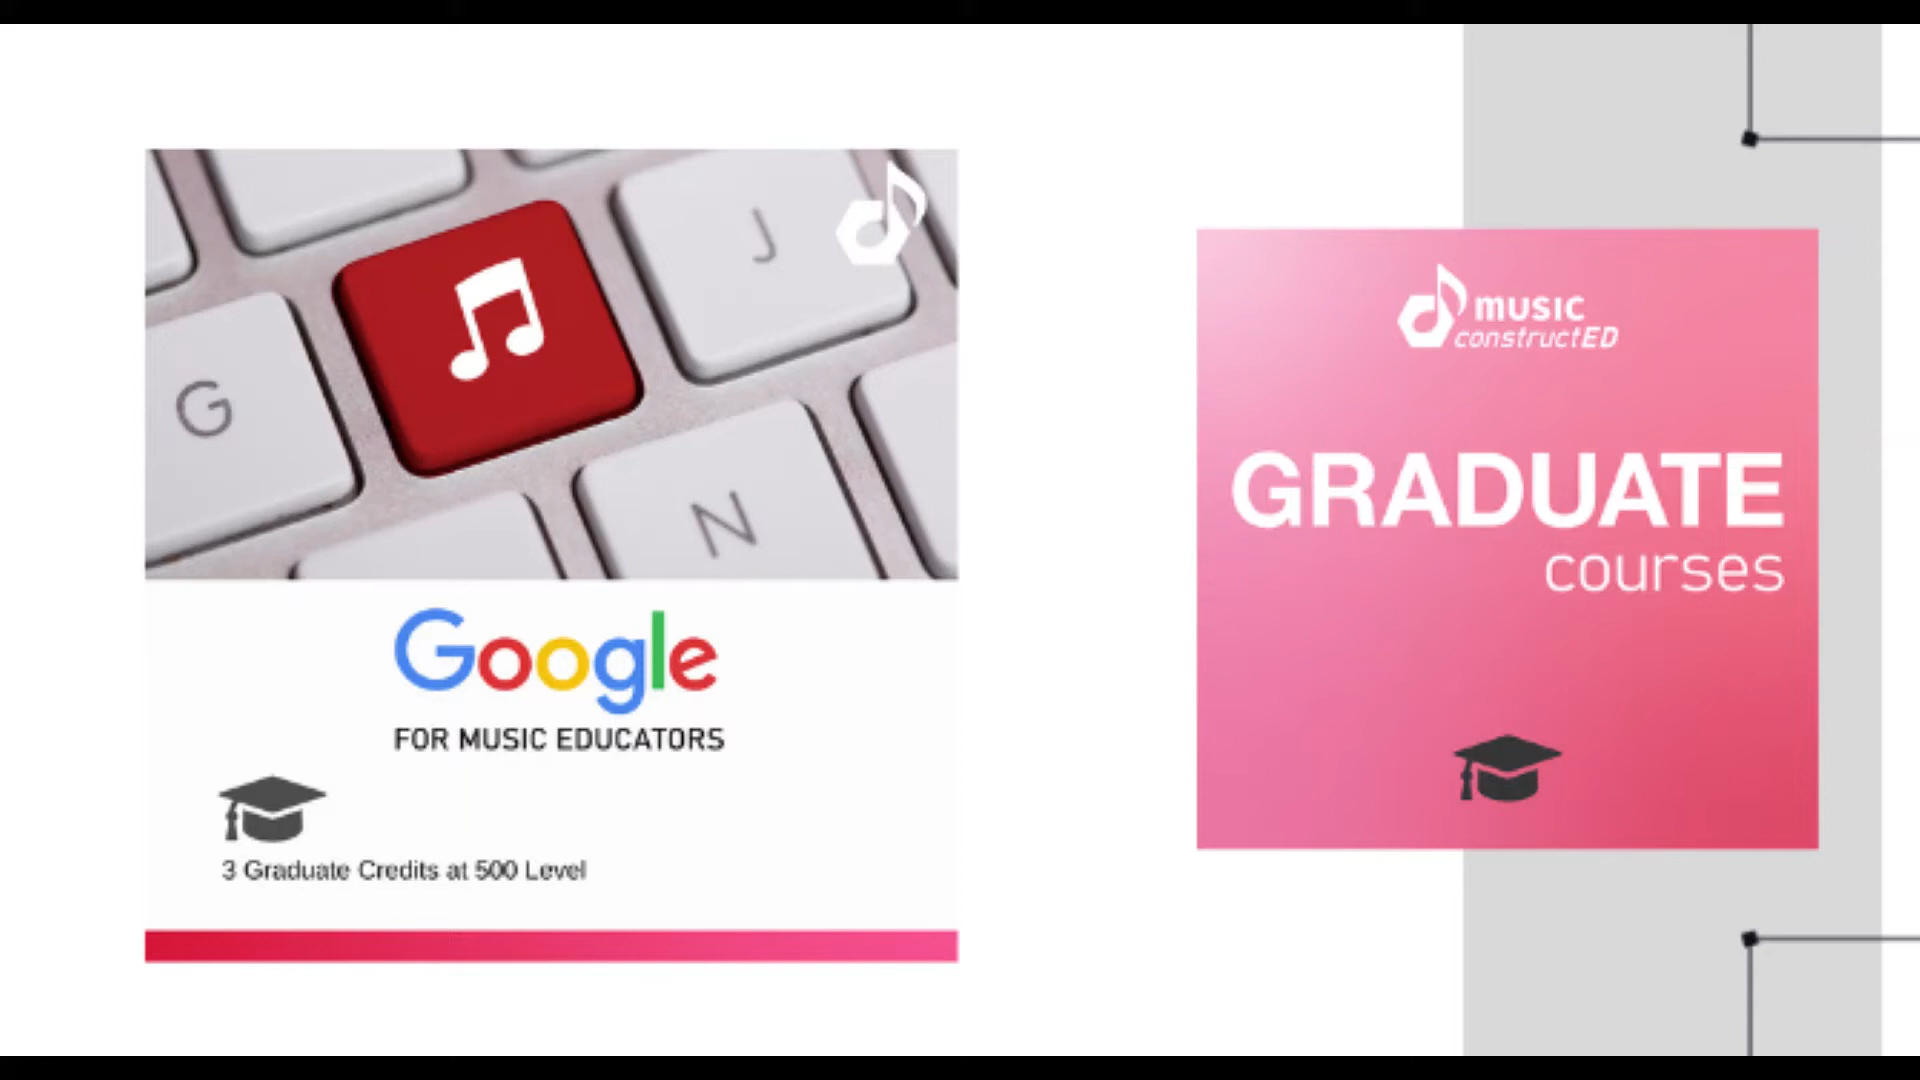 J
G
N
Google
FOR MUSIC EDUCATORS
3 Graduate Credits at 500 Level
MUSIC
constructED
GRADUATE
courses